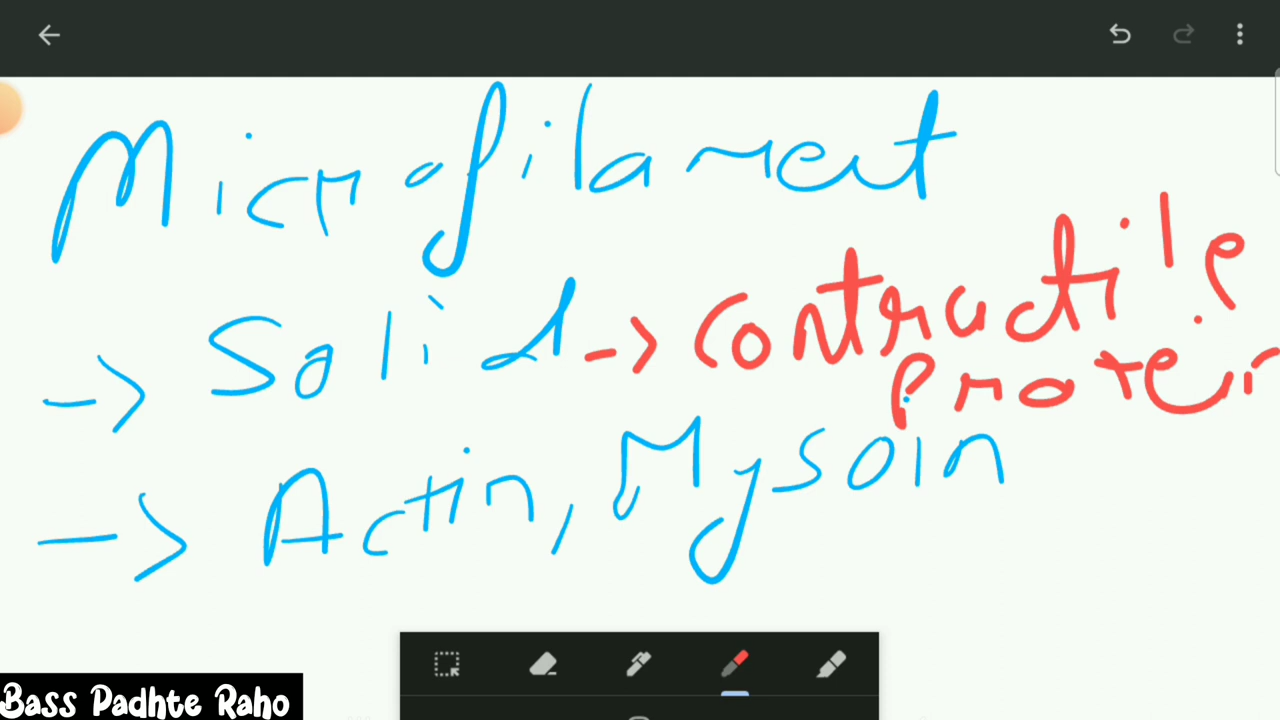 Microfilament
→ Solid → contractile
protein
→ Actin, Mysoin
Bass Padhte Raho